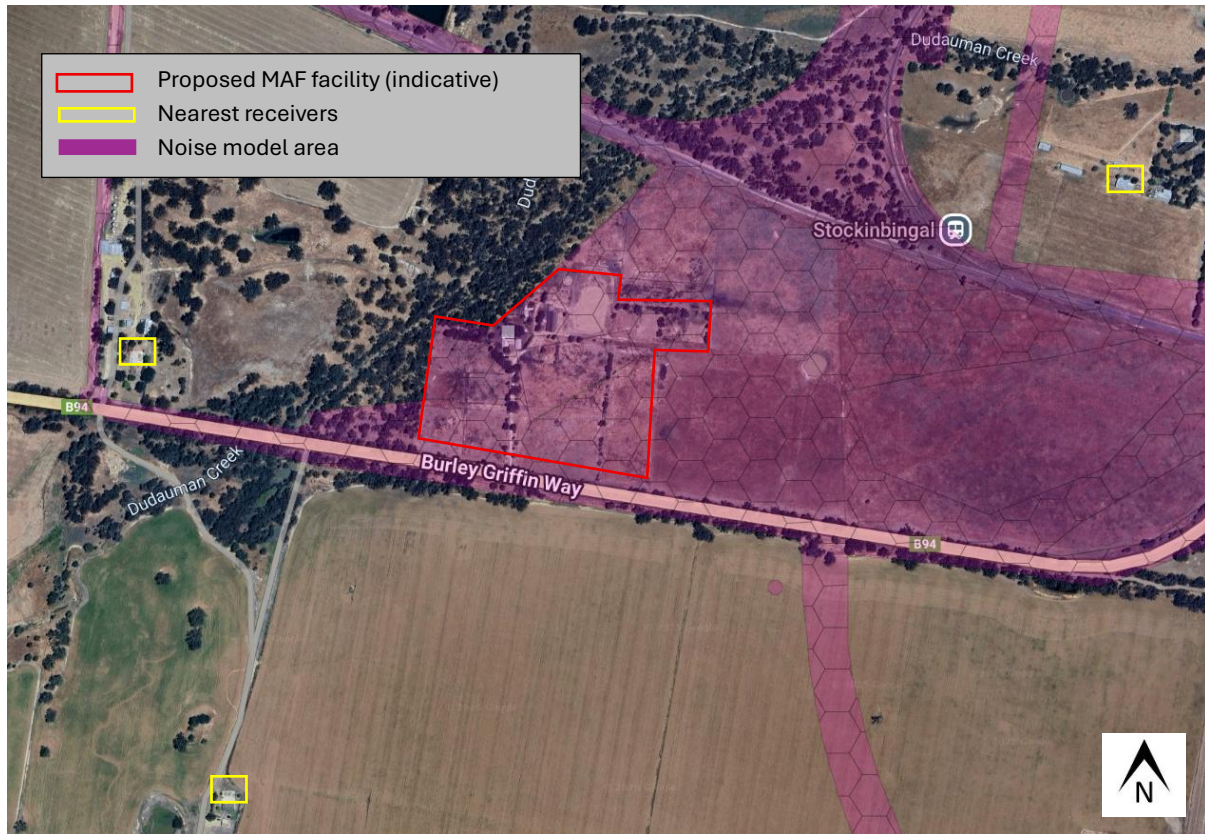 Dudauman Creek
Proposed MAF facility (indicative)
Nearest receivers
Noise model area
Dud
Stockinbingal
B94
Burley Griffin Way
Dudauman Creek
B94
N